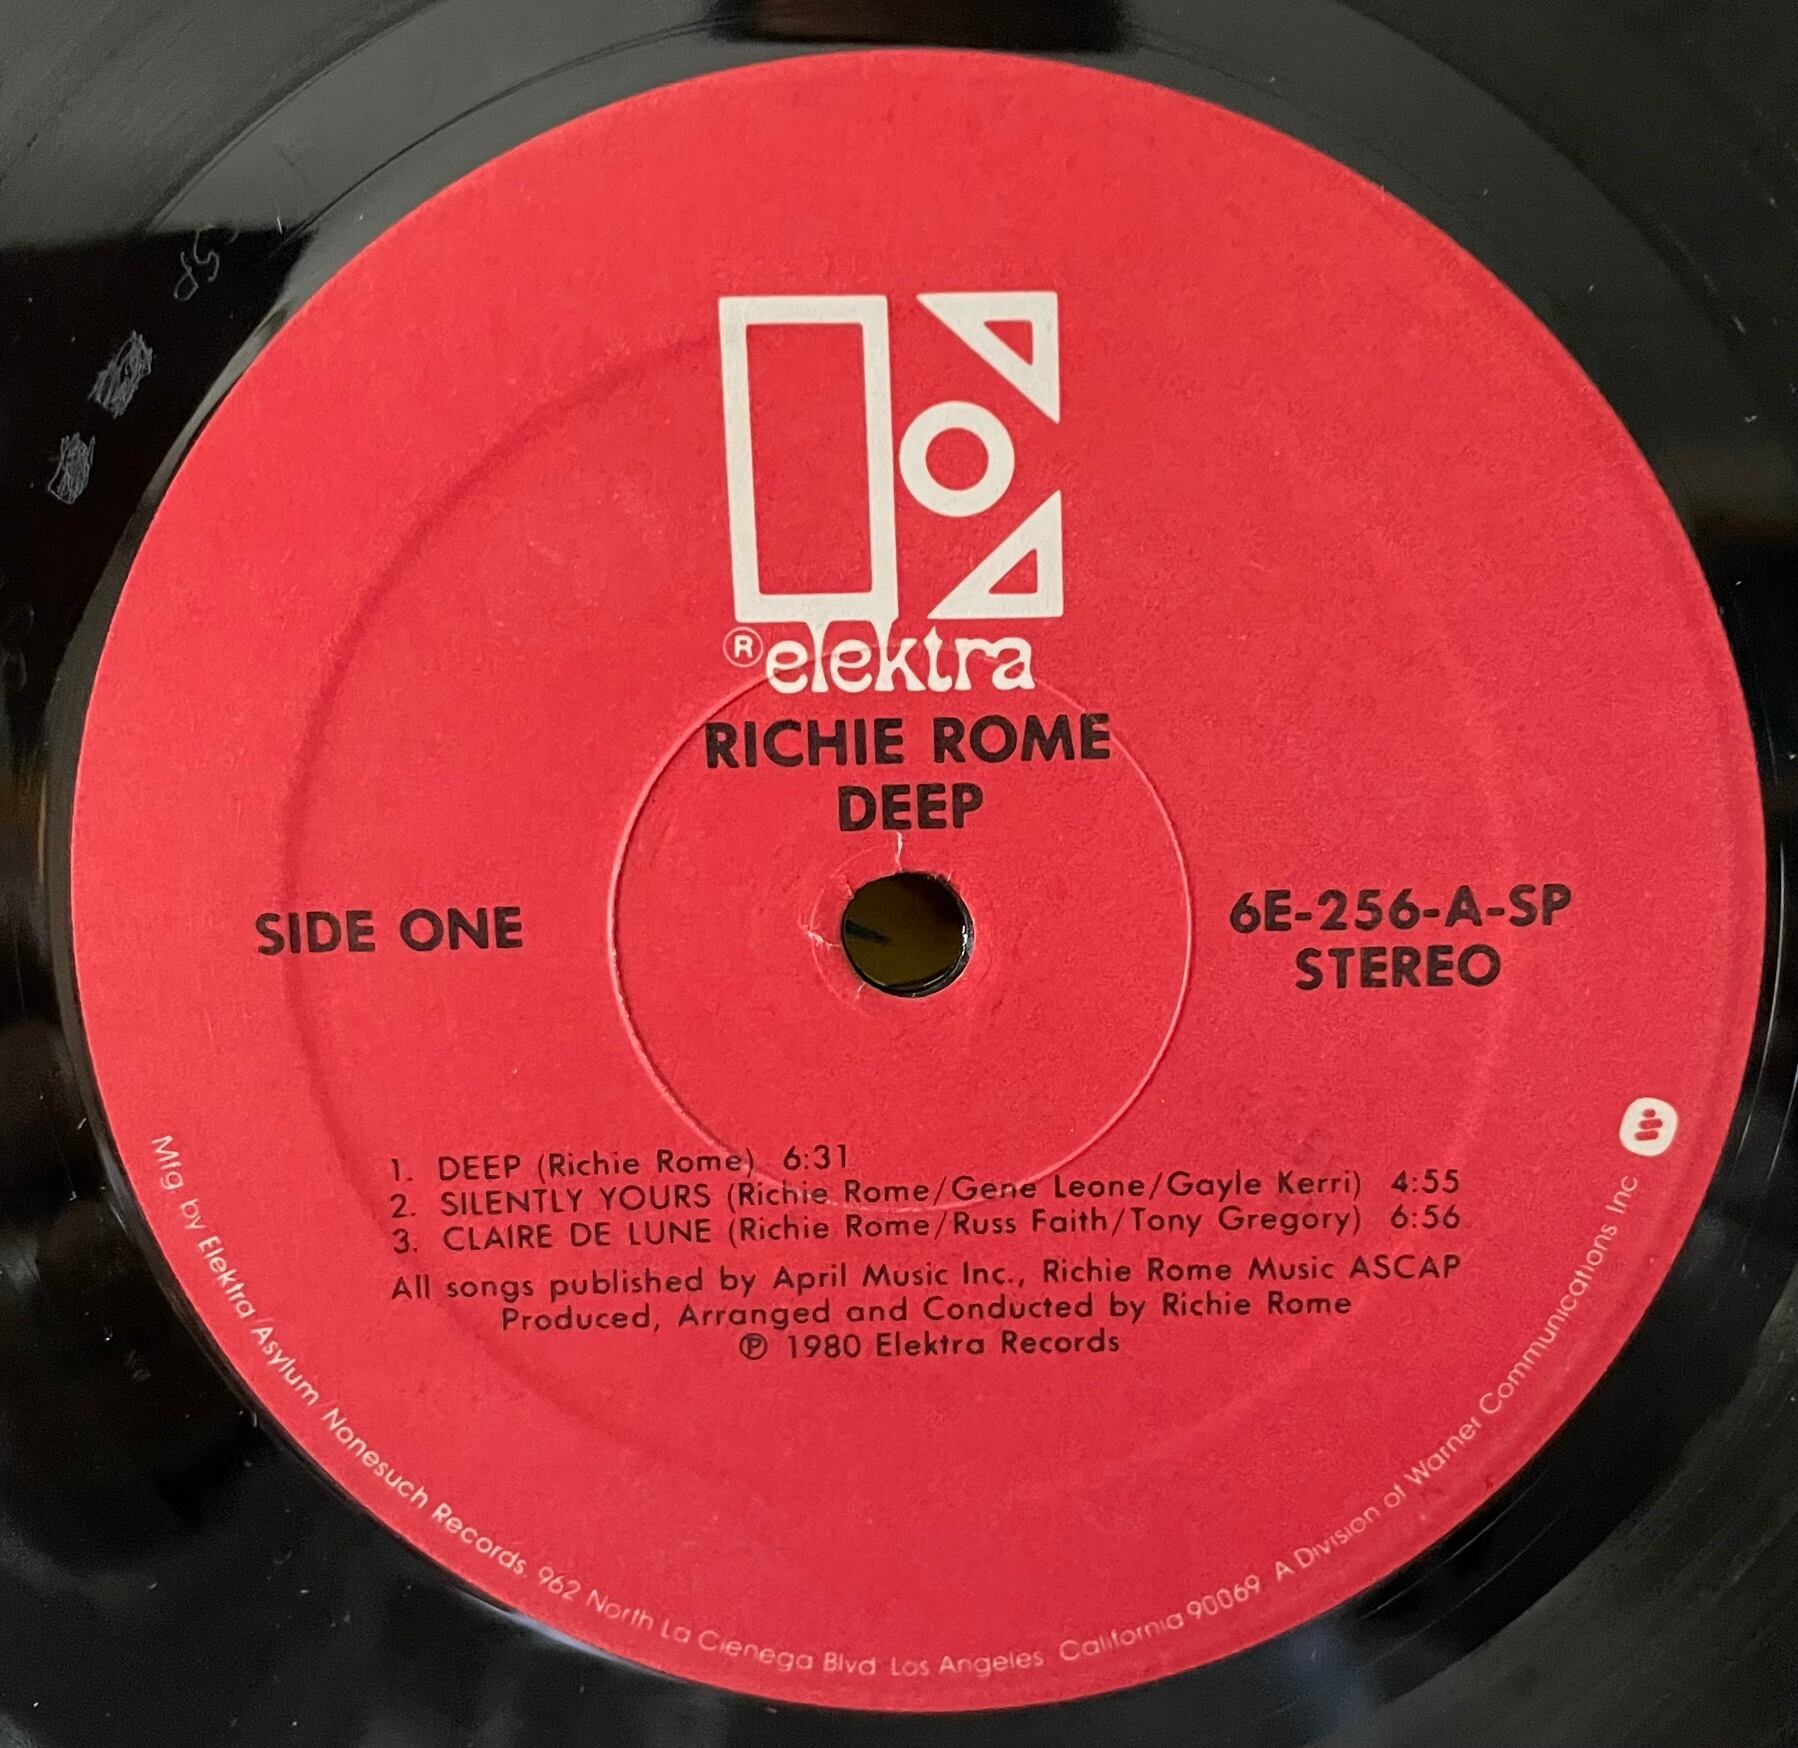 ® elektra
RICHIE ROME
DEEP
SIDE ONE
6E-256-A-SP
STEREO
1. DEEP (Richie Rome) 6:31
2. SILENTLY YOURS (Richie Rome/Gene Leone/Gayle Kerri) 4:55
3. CLAIRE DE LUNE (Richie Rome/Russ Faith/Tony Gregory) 6:56
All songs published by April Music Inc., Richie Rome Music ASCAP
Produced, Arranged and Conducted by Richie Rome
℗ 1980 Elektra Records
Mfg by Elektra/Asylum Nonesuch Records. 962 North La Cienega Blvd Los Angeles California 90069 A Division of Warner Communications Inc
SP